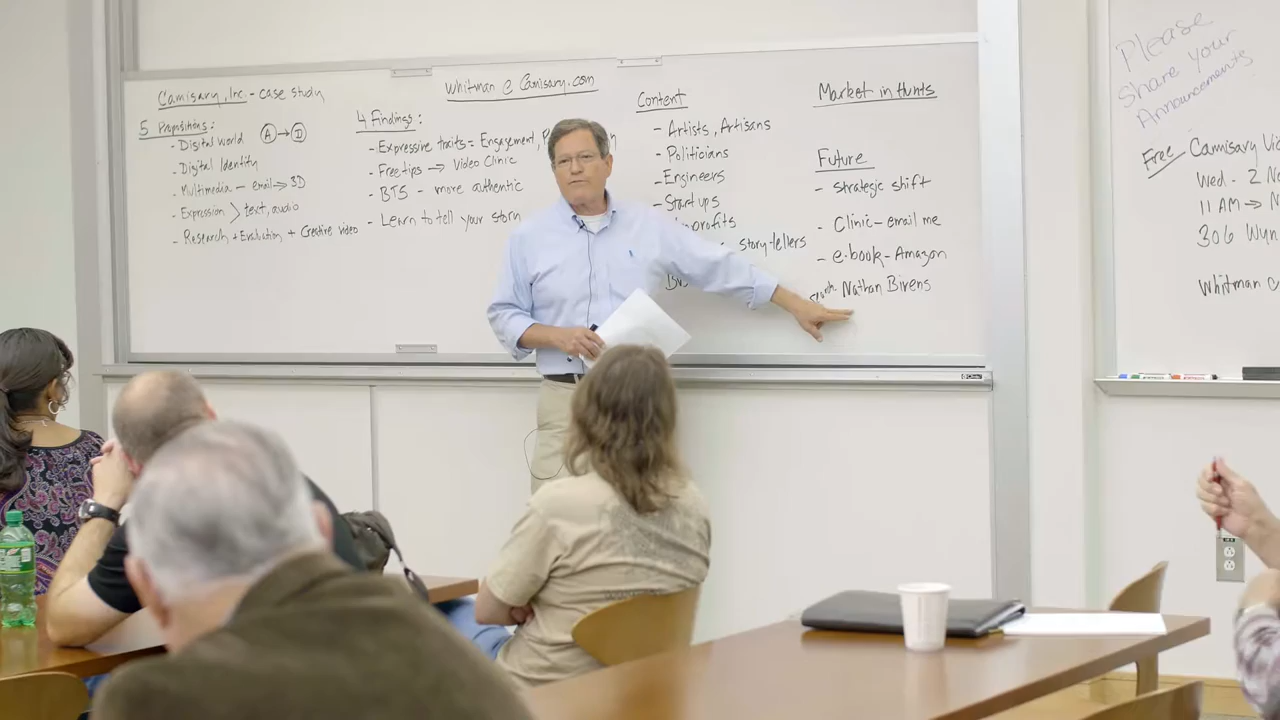 Whitman @ Camisary.com
Camisary, Inc. - case study
5 Propositions:
- Digital world A → D
- Digital Identity
- Multimedia - email → 3D
- Expression > text, audio
- Research + Evaluation + Creative video
4 Findings:
- Expressive traits = Engagement,
- Free tips → Video Clinic
- BTS - more authentic
- Learn to tell your story
Content
- Artists, Artisans
- Politicians
- Engineers
- Startups
story-tellers
Market in Hunts
Future
- strategic shift
- Clinic - email me
- e-book - Amazon
Nathan Birens
Please
Share your
Announcements
Free Camisary
Wed - 2
11 AM →
306
Whitman